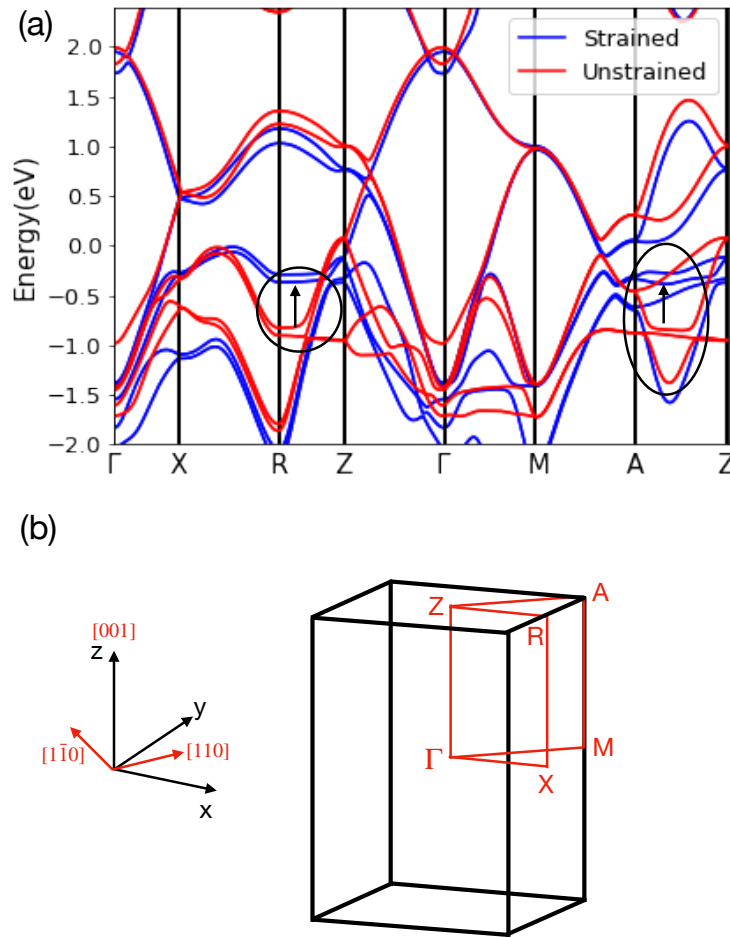 (a)
Strained
Unstrained
Energy(eV)
2.0
1.5
1.0
0.5
0.0
−0.5
−1.0
−1.5
−2.0
Γ X R Z Γ M A Z
(b)
[001]
z
y
[11̄0]
[110]
x
Z
A
R
Γ
M
X